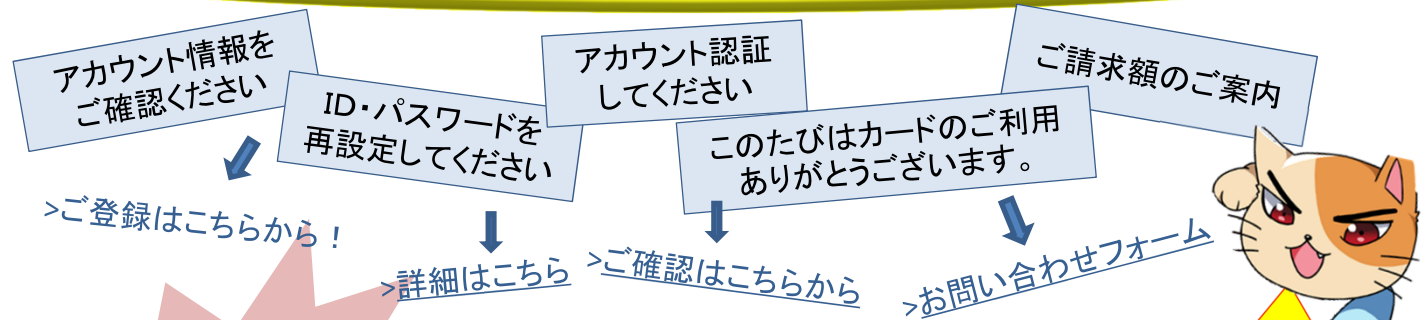 アカウント情報を
ご確認ください
ID・パスワードを
再設定してください
アカウント認証
してください
このたびはカードのご利用
ありがとうございます。
ご請求額のご案内
>ご登録はこちらから！
>詳細はこちら
>ご確認はこちらから
>お問い合わせフォーム